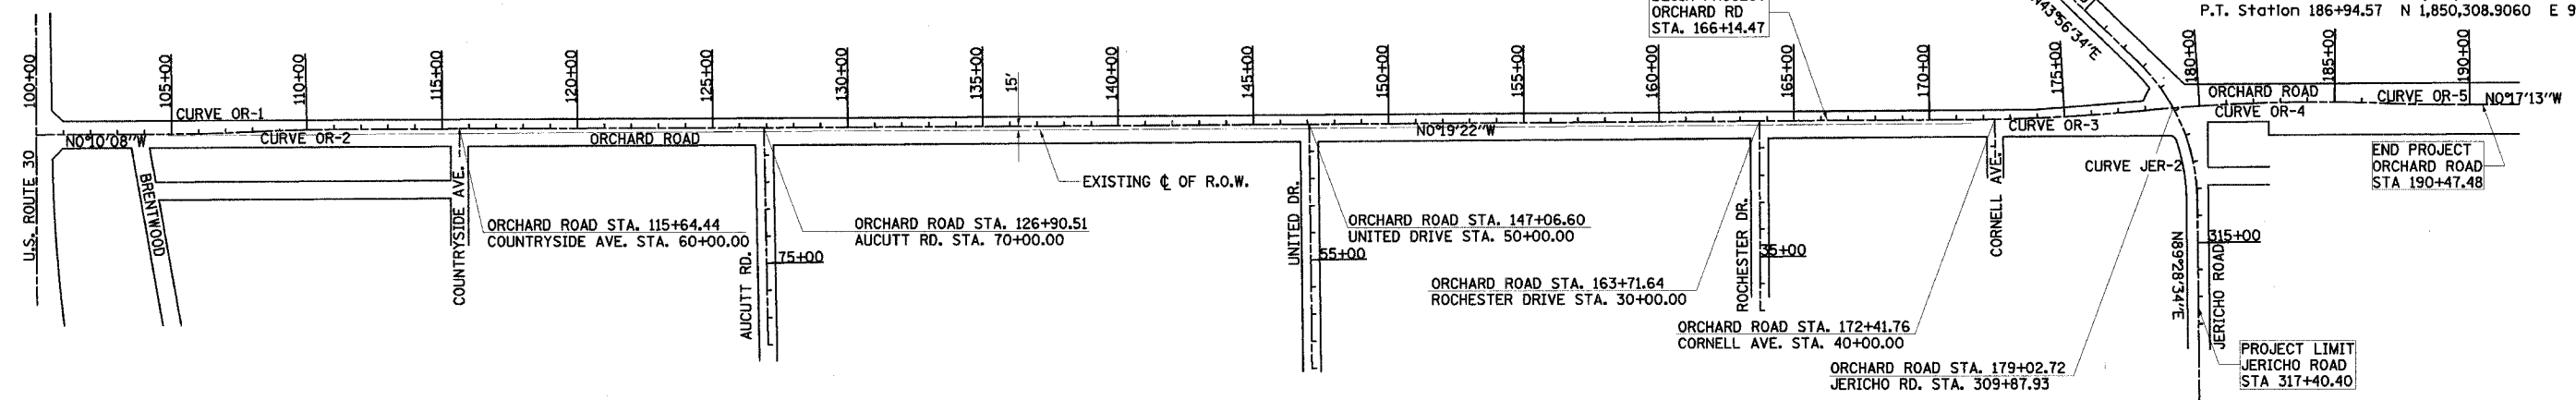 ORCHARD RD
STA. 166+14.47
N43°56'34"E
P.T. Station 186+94.57 N 1,850,308.9060 E 9
100+00
105+00
110+00
115+00
120+00
125+00
130+00
135+00
15'
140+00
145+00
150+00
155+00
160+00
165+00
170+00
175+00
180+00
185+00
190+00
CURVE OR-1
N0°10'08"W
CURVE OR-2
ORCHARD ROAD
N0°19'22"W
CURVE OR-3
ORCHARD ROAD
CURVE OR-4
CURVE OR-5
N0°17'13"W
U.S. ROUTE 30
BRENTWOOD
COUNTRYSIDE AVE.
ORCHARD ROAD STA. 115+64.44
COUNTRYSIDE AVE. STA. 60+00.00
AUCUTT RD.
75+00
ORCHARD ROAD STA. 126+90.51
AUCUTT RD. STA. 70+00.00
EXISTING ℄ OF R.O.W.
UNITED DR.
55+00
ORCHARD ROAD STA. 147+06.60
UNITED DRIVE STA. 50+00.00
ROCHESTER DR.
35+00
ORCHARD ROAD STA. 163+71.64
ROCHESTER DRIVE STA. 30+00.00
CORNELL AVE.
ORCHARD ROAD STA. 172+41.76
CORNELL AVE. STA. 40+00.00
CURVE JER-2
ORCHARD ROAD STA. 179+02.72
JERICHO RD. STA. 309+87.93
N89°28'34"E
315+00
JERICHO ROAD
END PROJECT
ORCHARD ROAD
STA 190+47.48
PROJECT LIMIT
JERICHO ROAD
STA 317+40.40